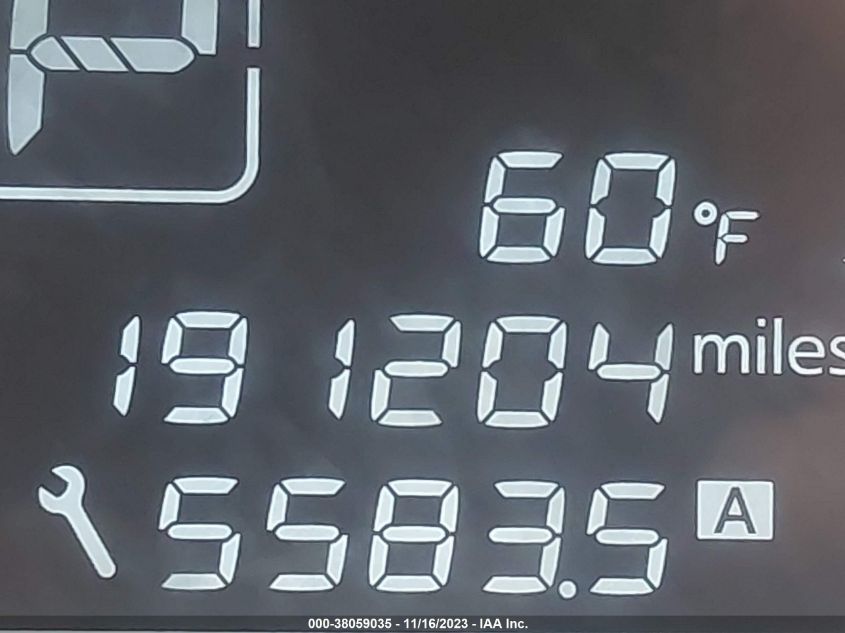 P
60 °F
191204 miles
5583.5 A
000-38059035 - 11/16/2023 - IAA Inc.